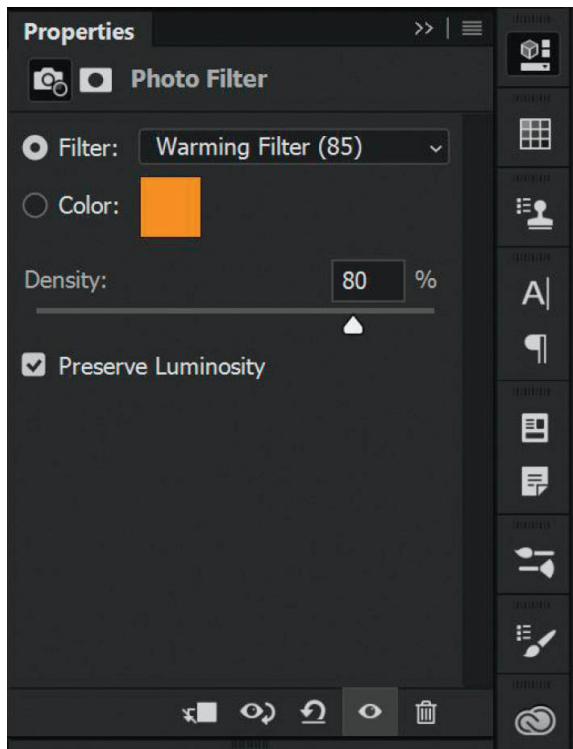 Properties
Photo Filter
Filter: Warming Filter (85)
Color:
Density: 80 %
Preserve Luminosity